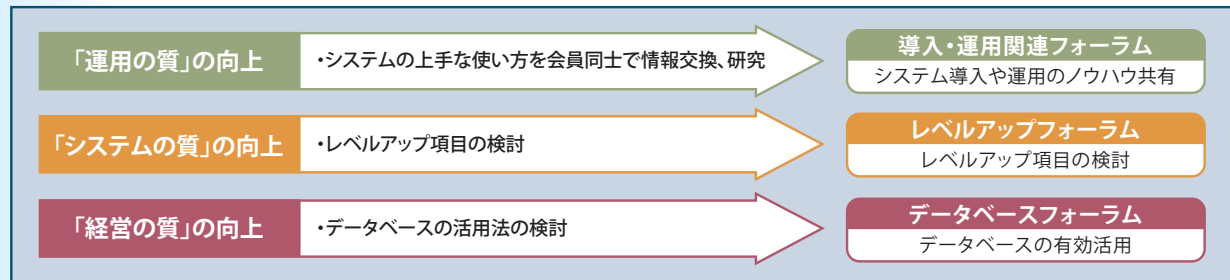 「運用の質」の向上
・システムの上手な使い方を会員同士で情報交換、研究
導入・運用関連フォーラム
システム導入や運用のノウハウ共有
「システムの質」の向上
・レベルアップ項目の検討
レベルアップフォーラム
レベルアップ項目の検討
「経営の質」の向上
・データベースの活用法の検討
データベースフォーラム
データベースの有効活用